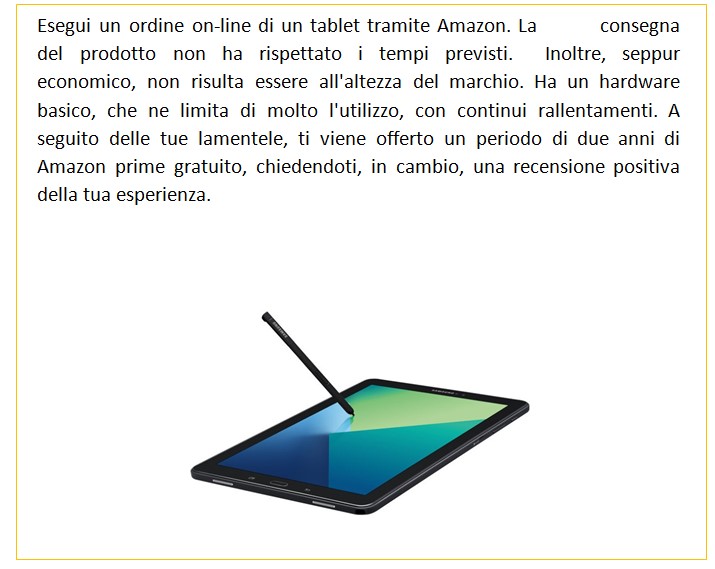 Esegui un ordine on-line di un tablet tramite Amazon. La consegna
del prodotto non ha rispettato i tempi previsti. Inoltre, seppur
economico, non risulta essere all'altezza del marchio. Ha un hardware
basico, che ne limita di molto l'utilizzo, con continui rallentamenti. A
seguito delle tue lamentele, ti viene offerto un periodo di due anni di
Amazon prime gratuito, chiedendoti, in cambio, una recensione positiva
della tua esperienza.